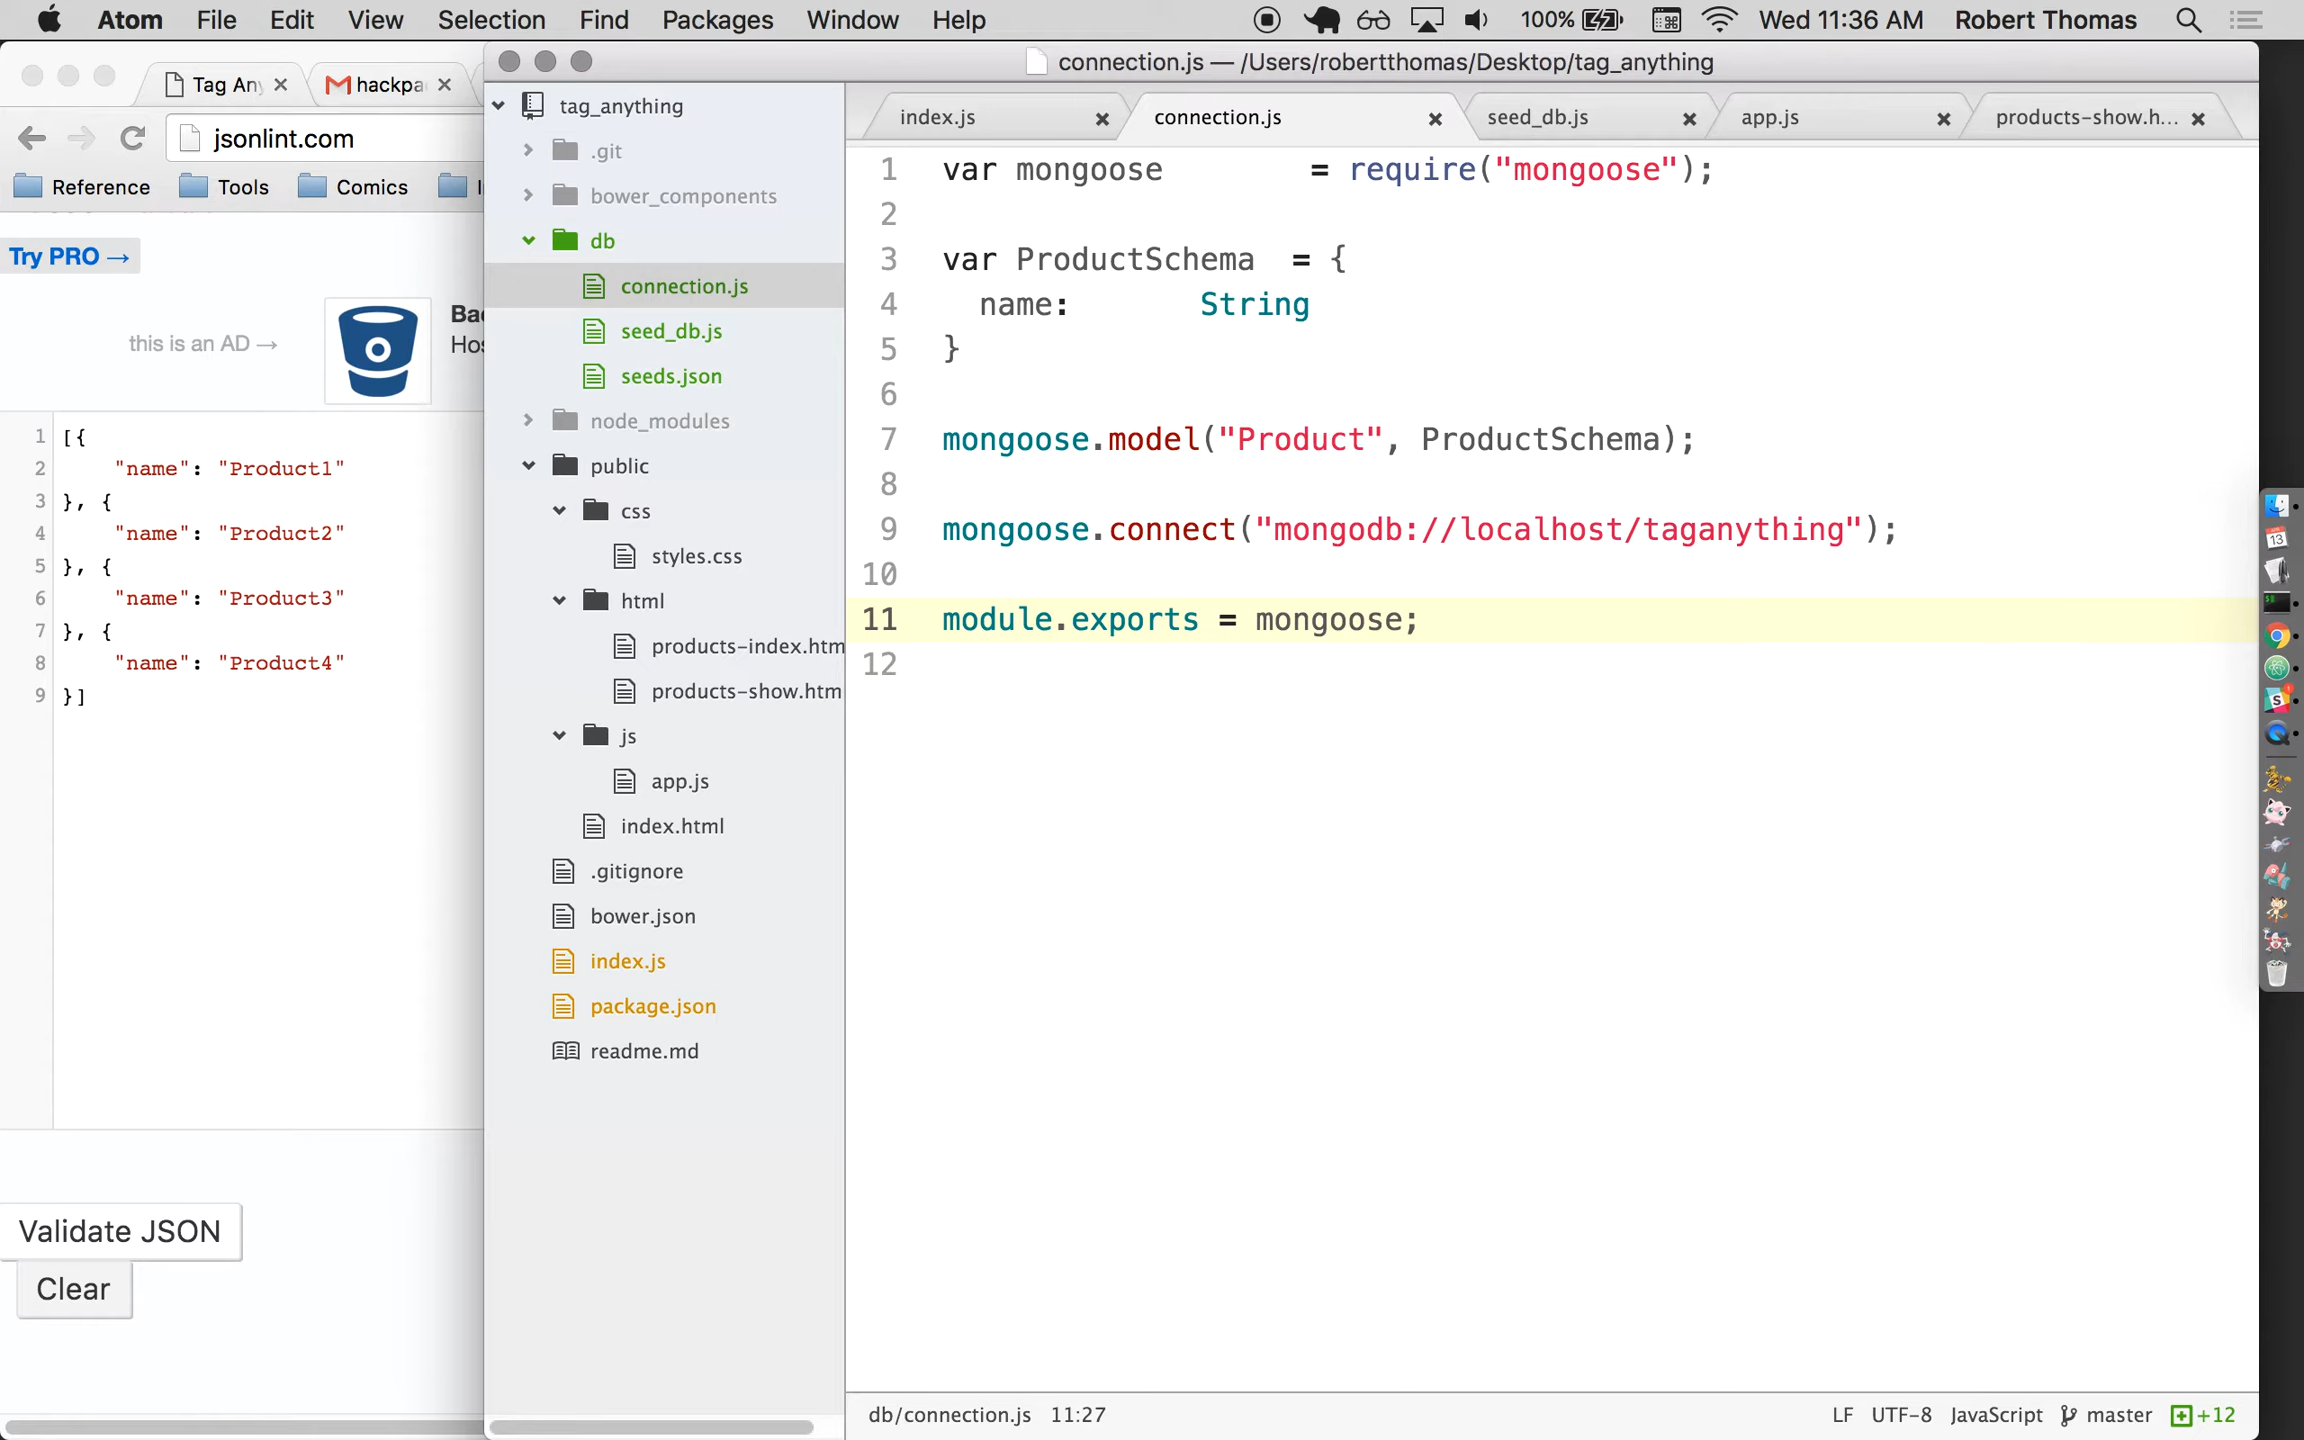 Atom File Edit View Selection Find Packages Window Help 100% Wed 11:36 AM Robert Thomas
Tag Any hackpa
jsonlint.com
Reference Tools Comics
Try PRO →
this is an AD →
1 [{
2 "name": "Product1"
3 }, {
4 "name": "Product2"
5 }, {
6 "name": "Product3"
7 }, {
8 "name": "Product4"
9 }]
Validate JSON
Clear
connection.js — /Users/robertthomas/Desktop/tag_anything
tag_anything
.git
bower_components
db
connection.js
seed_db.js
seeds.json
node_modules
public
css
styles.css
html
products-index.htm
products-show.htm
js
app.js
index.html
.gitignore
bower.json
index.js
package.json
readme.md
index.js connection.js seed_db.js app.js products-show.h...
1 var mongoose = require("mongoose");
2
3 var ProductSchema = {
4 name: String
5 }
6
7 mongoose.model("Product", ProductSchema);
8
9 mongoose.connect("mongodb://localhost/taganything");
10
11 module.exports = mongoose;
12
db/connection.js 11:27 LF UTF-8 JavaScript master +12
13